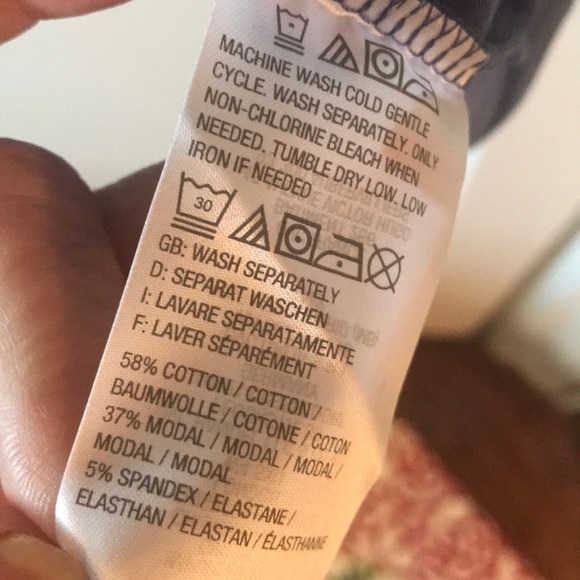 MACHINE WASH COLD GENTLE
CYCLE. WASH SEPARATELY. ONLY
NON-CHLORINE BLEACH WHEN
NEEDED. TUMBLE DRY LOW. LOW
IRON IF NEEDED
30
GB: WASH SEPARATELY
D: SEPARAT WASCHEN
I: LAVARE SEPARATAMENTE
F: LAVER SÉPARÉMENT
58% COTTON / COTTON /
BAUMWOLLE / COTONE / COTON
37% MODAL / MODAL / MODAL /
MODAL / MODAL
5% SPANDEX / ELASTANE /
ELASTHAN / ELASTAN / ÉLASTHANNE